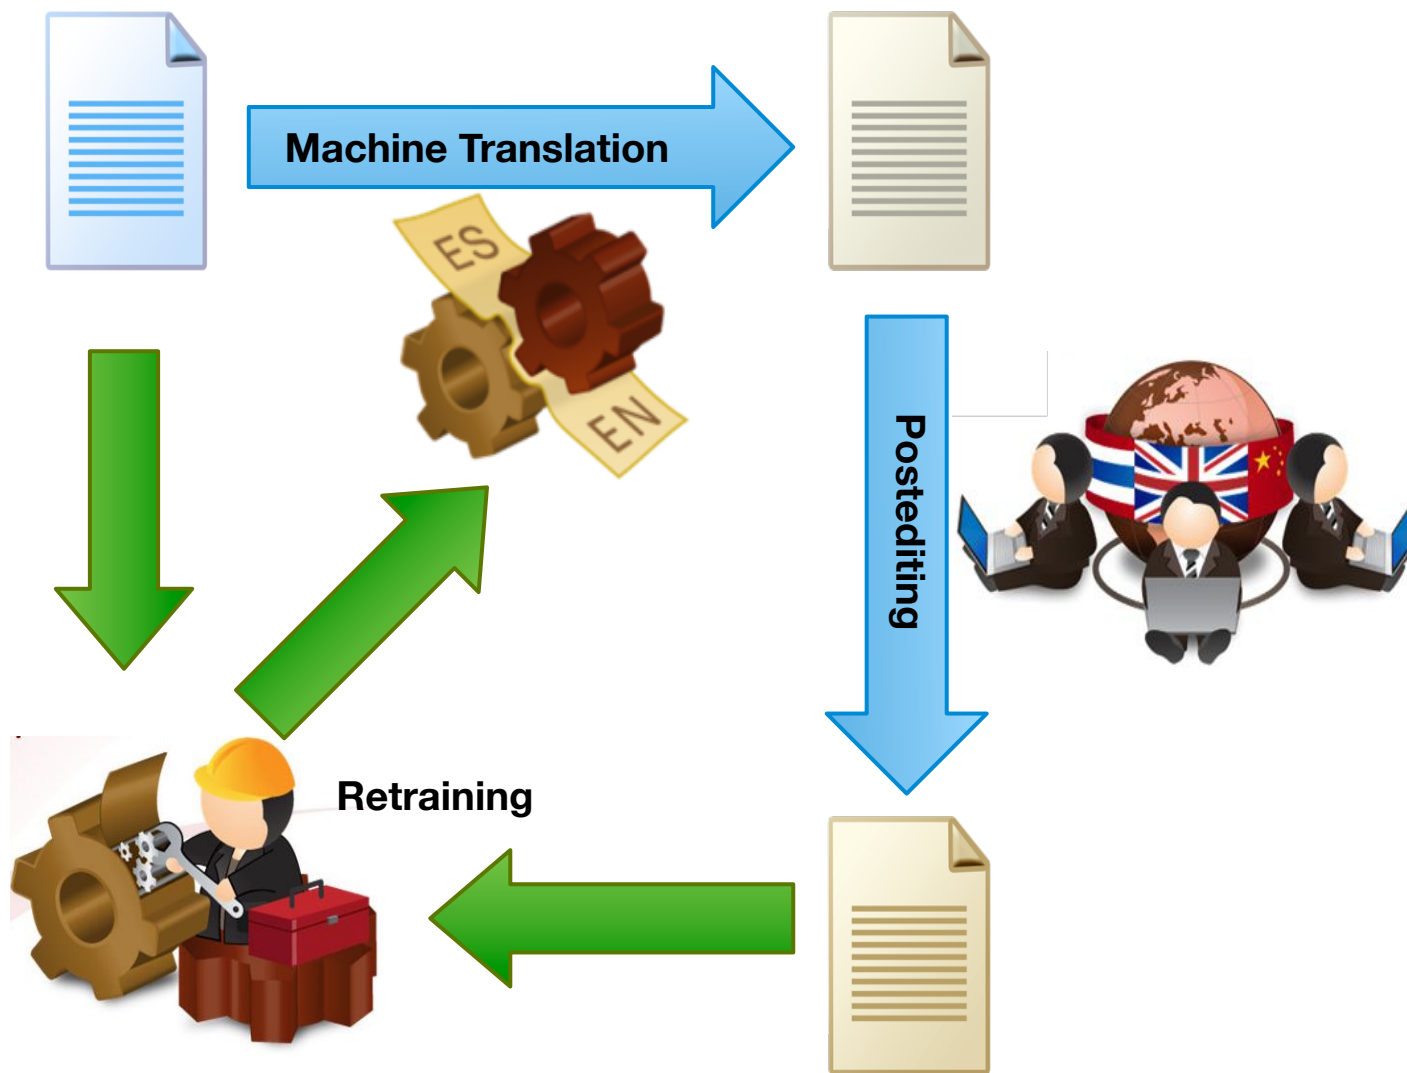 Machine Translation
ES
EN
Postediting
Retraining